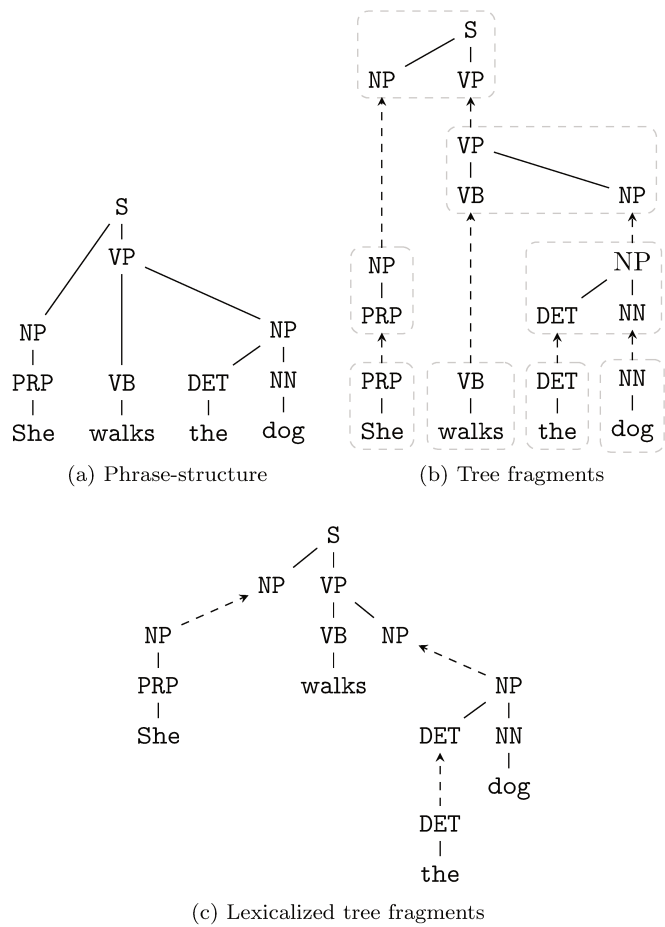 S
NP VP
VP
VB NP
S
VP
NP NP
NP NP
PRP DET NN
PRP VB DET NN
PRP VB DET NN
She walks the dog
She walks the dog
(a) Phrase-structure
(b) Tree fragments
S
NP VP
NP VB NP
PRP walks NP
She DET NN
dog
DET
the
(c) Lexicalized tree fragments